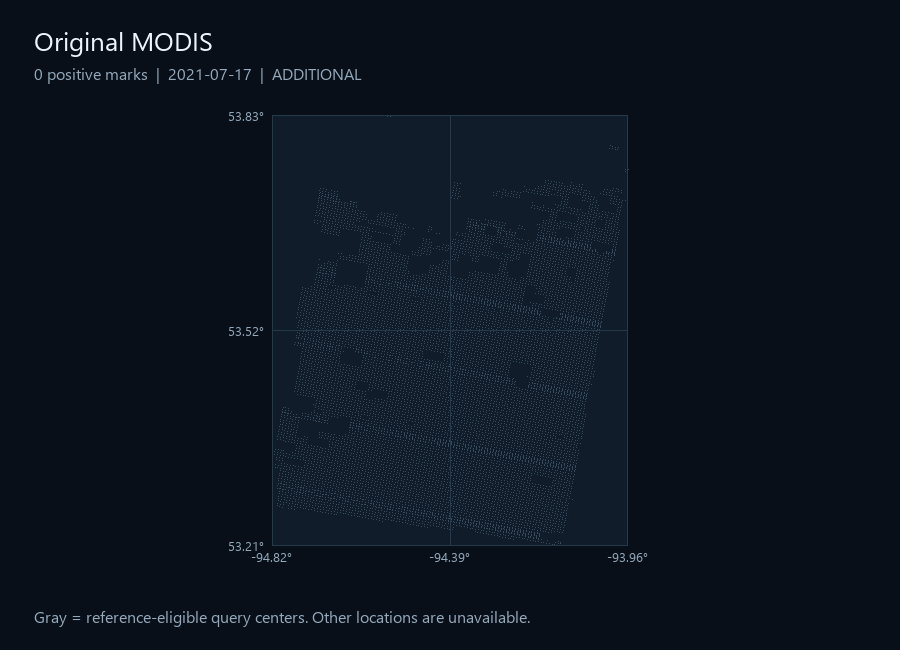 Original MODIS
0 positive marks | 2021-07-17 | ADDITIONAL
53.83°
53.52°
53.21°
-94.82° -94.39° -93.96°
Gray = reference-eligible query centers. Other locations are unavailable.